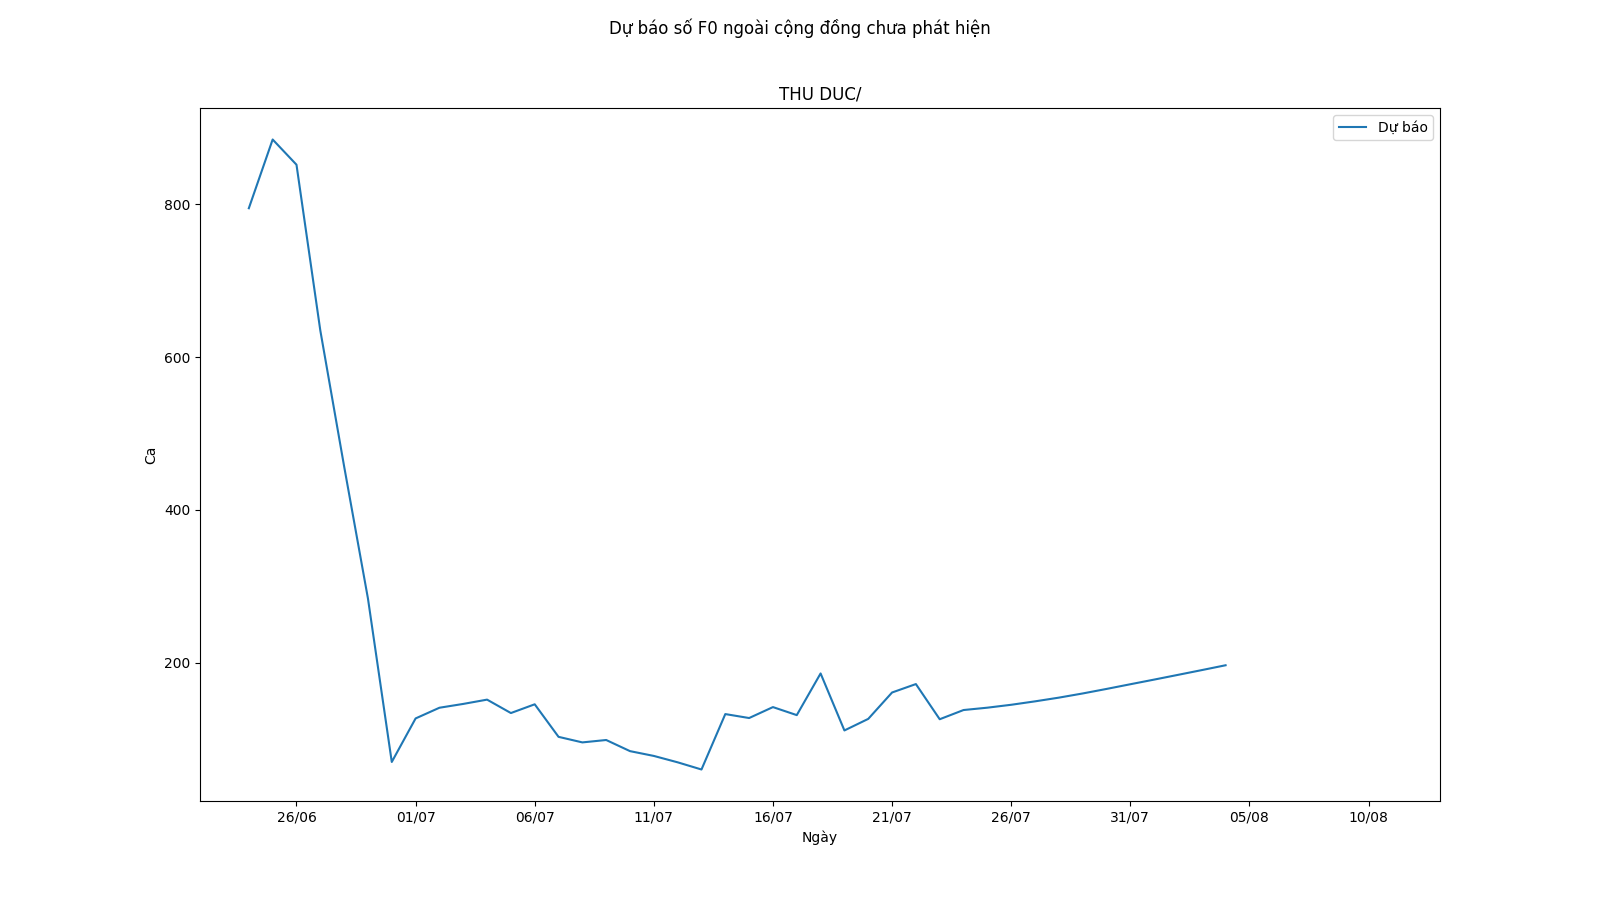 Dự báo số F0 ngoài cộng đồng chưa phát hiện
THU DUC/
Dự báo
800
600
400
200
Ca
26/06 01/07 06/07 11/07 16/07 21/07 26/07 31/07 05/08 10/08
Ngày